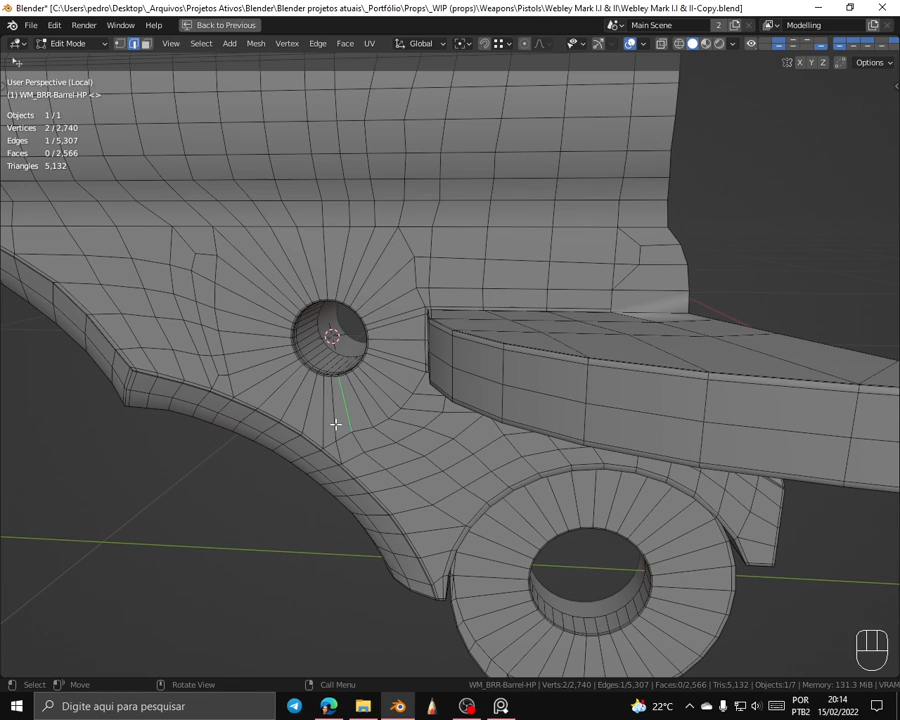 Blender* [C:\Users\pedro\Desktop\_Arquivos\Projetos Ativos\Blender\Blender projetos atuais\_Portfólio\Props\_WIP (props)\Weapons\Pistols\Webley Mark I.I & II\Webley Mark I.I & II-Copy.blend]
File Edit Render Window Help Back to Previous Main Scene 2 Modelling
Edit Mode View Select Add Mesh Vertex Edge Face UV Global
X Y Z Options
User Perspective (Local)
(1) WM_BRR-Barrel-HP <>
Objects 1/1
Vertices 2/2,740
Edges 1/5,307
Faces 0/2,566
Triangles 5,132
Select Move Rotate View Call Menu WM_BRR-Barrel-HP | Verts:2/2,740 | Edges:1/5,307 | Faces:0/2,566 | Tris:5,132 | Objects:1/7 | Memory: 131.3 MiB | VRAM
Digite aqui para pesquisar 22°C POR 20:14
PTB2 15/02/2022